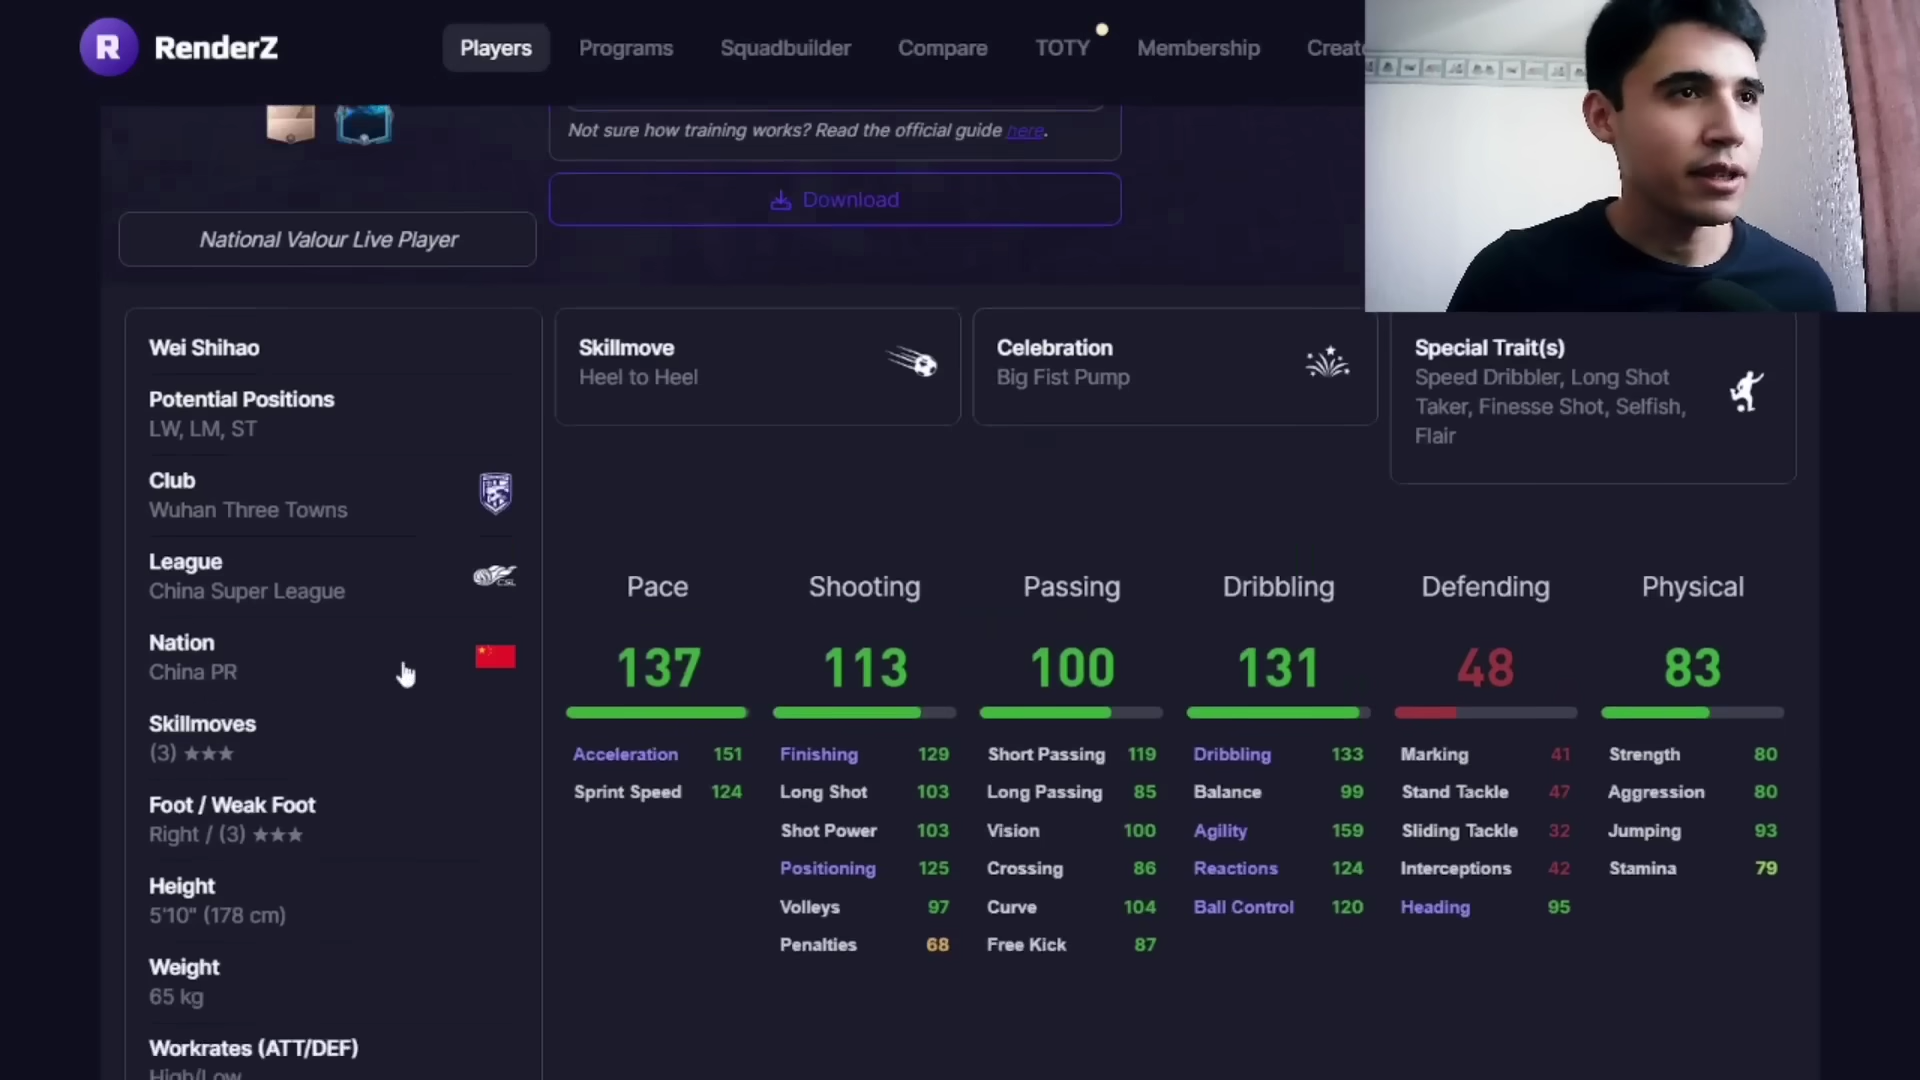 R RenderZ
Players
Programs
Squadbuilder
Compare
TOTY
Membership
Create
Not sure how training works? Read the official guide here.
Download
National Valour Live Player
Wei Shihao
Potential Positions
LW, LM, ST
Club
Wuhan Three Towns
League
China Super League
CSL
Nation
China PR
Skillmoves
(3) ★★★
Foot / Weak Foot
Right / (3) ★★★
Height
5'10" (178 cm)
Weight
65 kg
Workrates (ATT/DEF)
High/Low
Skillmove
Heel to Heel
Celebration
Big Fist Pump
Special Trait(s)
Speed Dribbler, Long Shot
Taker, Finesse Shot, Selfish,
Flair
Pace
137
Acceleration 151
Sprint Speed 124
Shooting
113
Finishing 129
Long Shot 103
Shot Power 103
Positioning 125
Volleys 97
Penalties 68
Passing
100
Short Passing 119
Long Passing 85
Vision 100
Crossing 86
Curve 104
Free Kick 87
Dribbling
131
Dribbling 133
Balance 99
Agility 159
Reactions 124
Ball Control 120
Defending
48
Marking 41
Stand Tackle 47
Sliding Tackle 32
Interceptions 42
Heading 95
Physical
83
Strength 80
Aggression 80
Jumping 93
Stamina 79